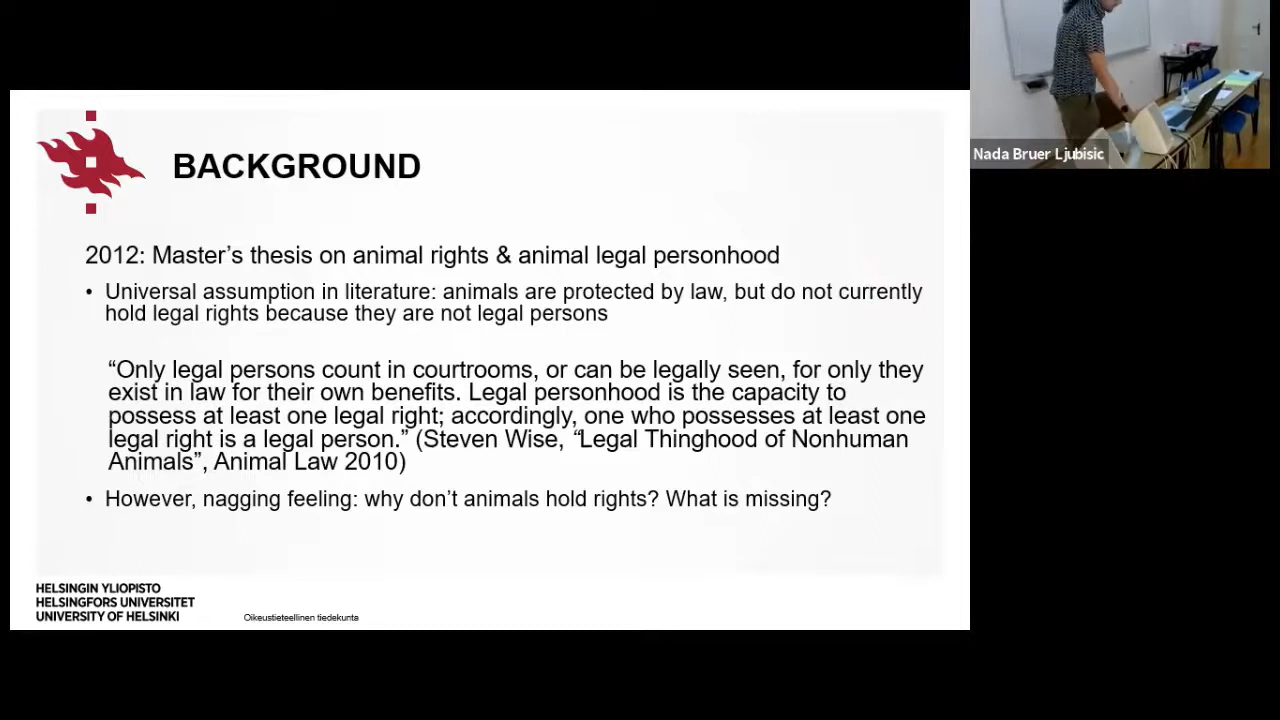 BACKGROUND
2012: Master’s thesis on animal rights & animal legal personhood
• Universal assumption in literature: animals are protected by law, but do not currently
hold legal rights because they are not legal persons
“Only legal persons count in courtrooms, or can be legally seen, for only they
exist in law for their own benefits. Legal personhood is the capacity to
possess at least one legal right; accordingly, one who possesses at least one
legal right is a legal person.” (Steven Wise, “Legal Thinghood of Nonhuman
Animals”, Animal Law 2010)
• However, nagging feeling: why don’t animals hold rights? What is missing?
HELSINGIN YLIOPISTO
HELSINGFORS UNIVERSITET
UNIVERSITY OF HELSINKI
Oikeustieteellinen tiedekunta
Nada Bruer Ljubisic